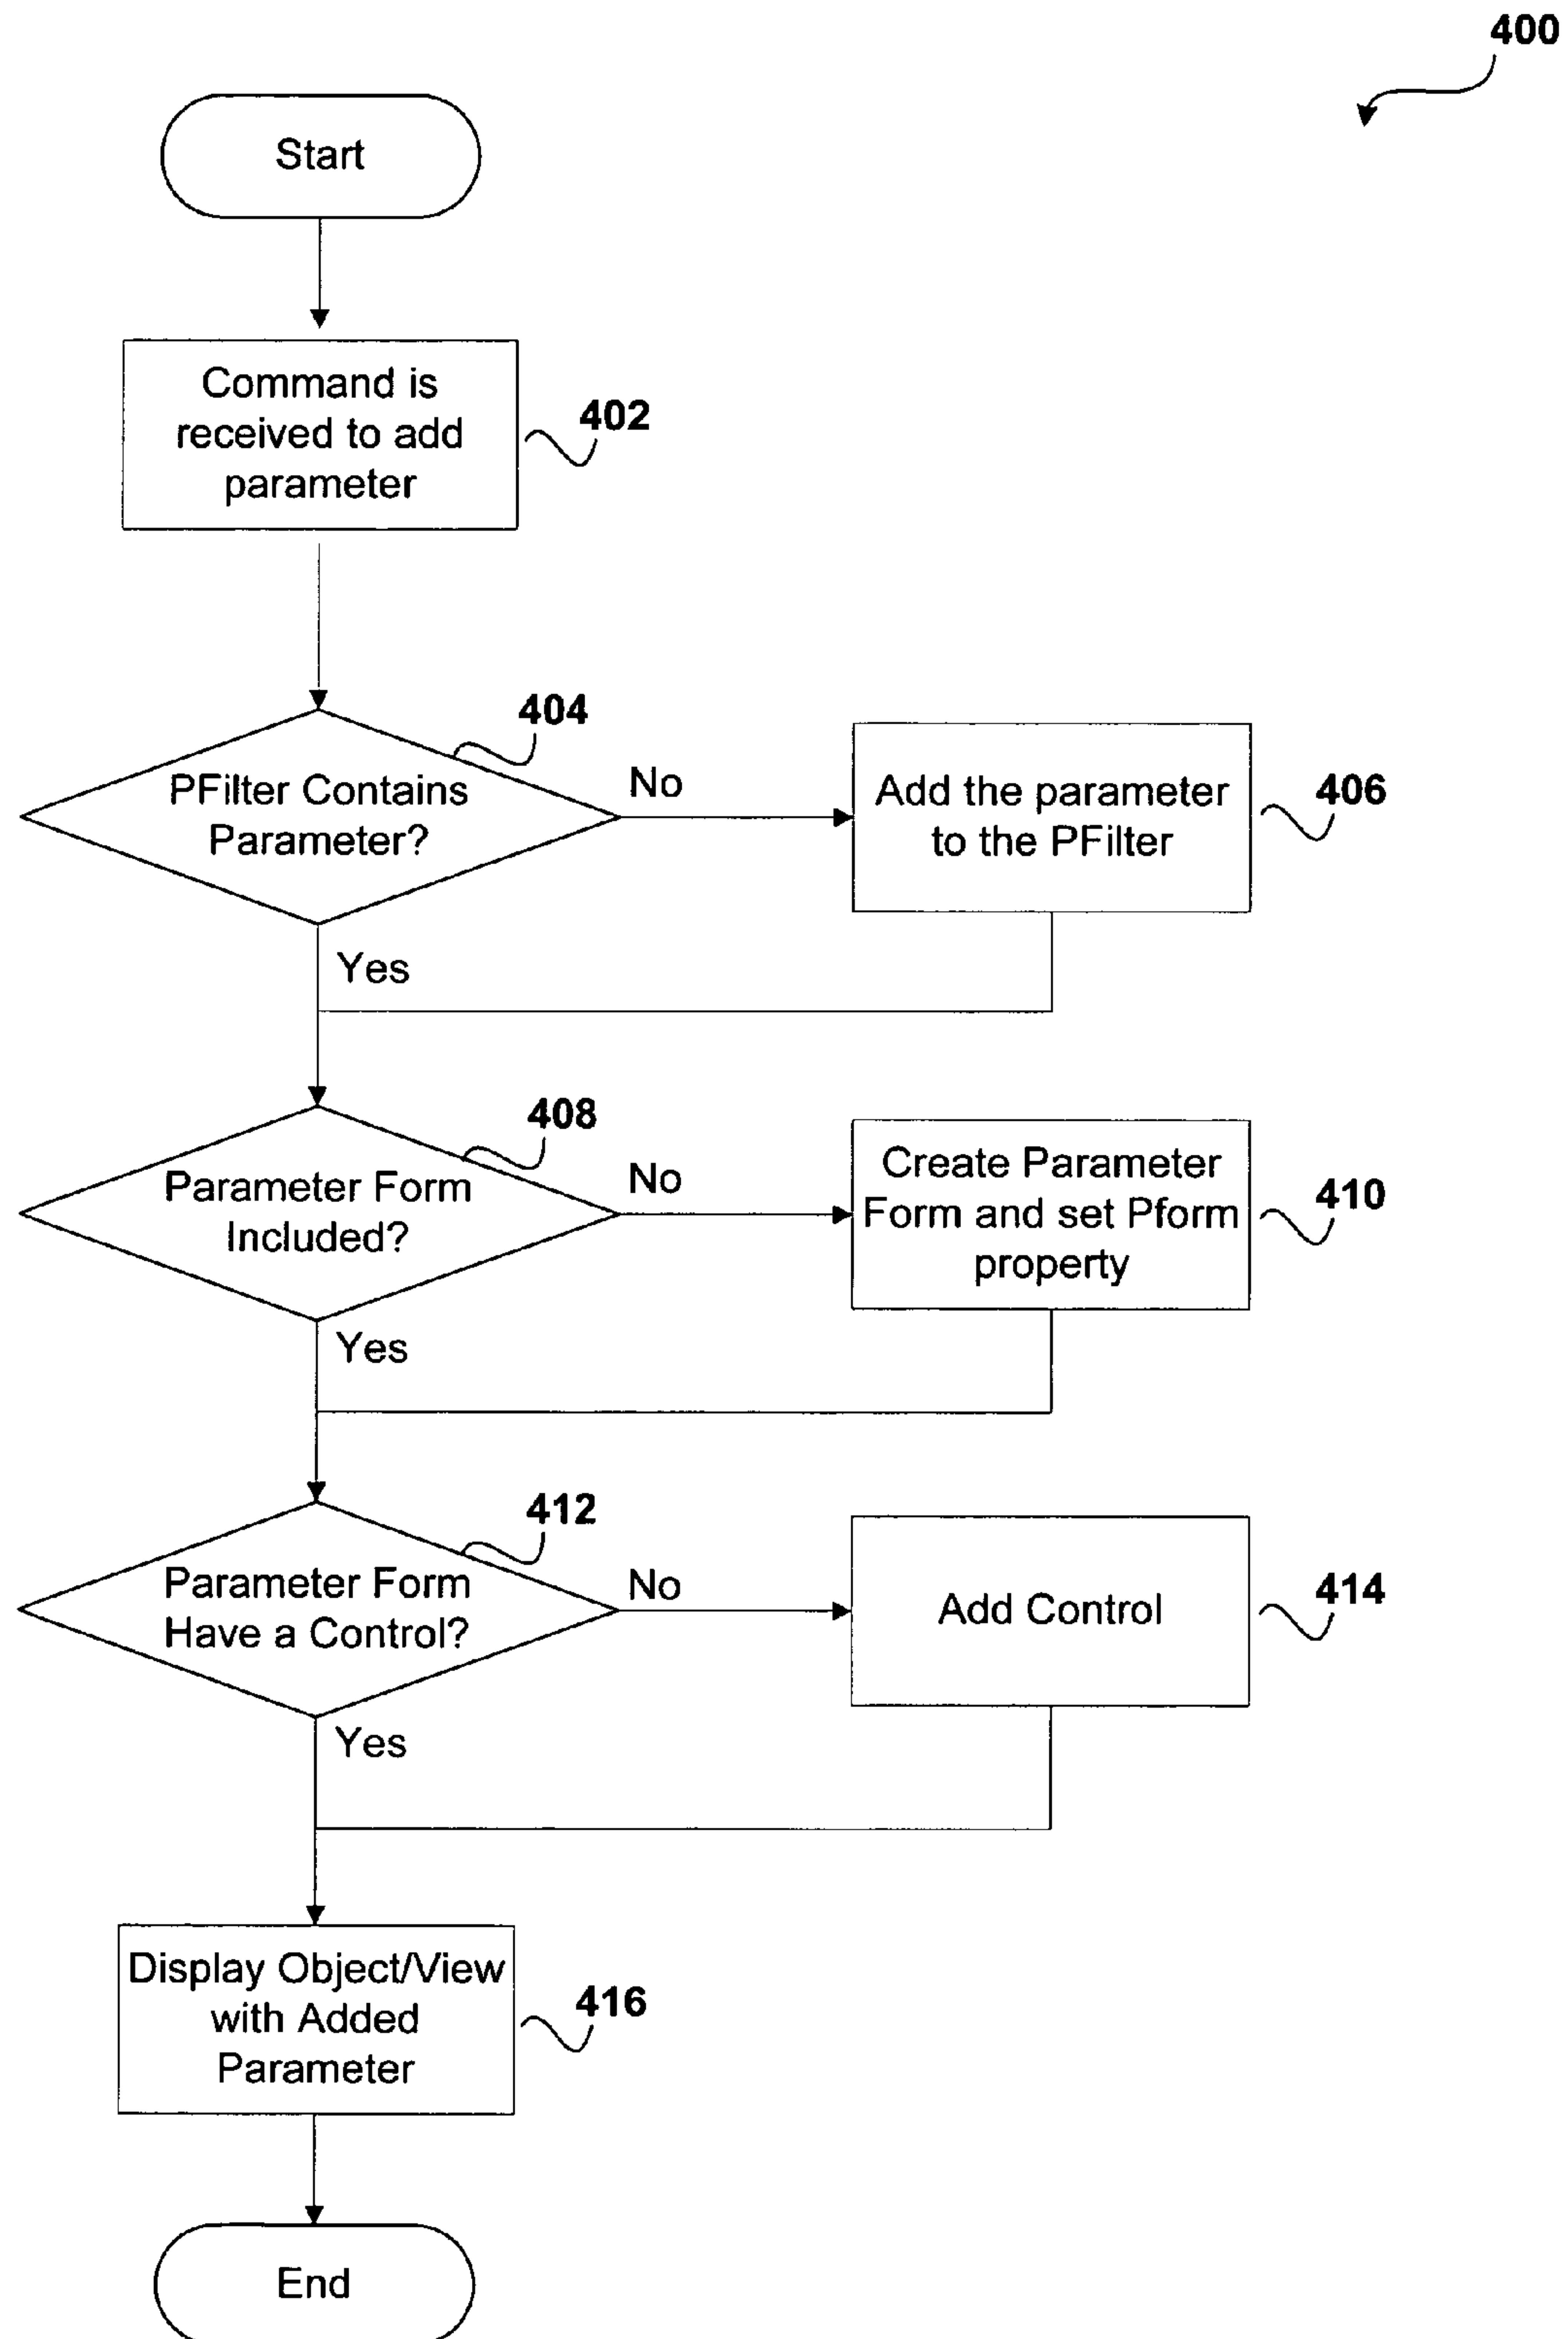 400
Start
Command is
received to add
parameter
402
404
PFilter Contains
Parameter?
No
Add the parameter
to the PFilter
406
Yes
408
Parameter Form
Included?
No
Create Parameter
Form and set Pform
property
410
Yes
412
Parameter Form
Have a Control?
No
Add Control
414
Yes
Display Object/View
with Added
Parameter
416
End